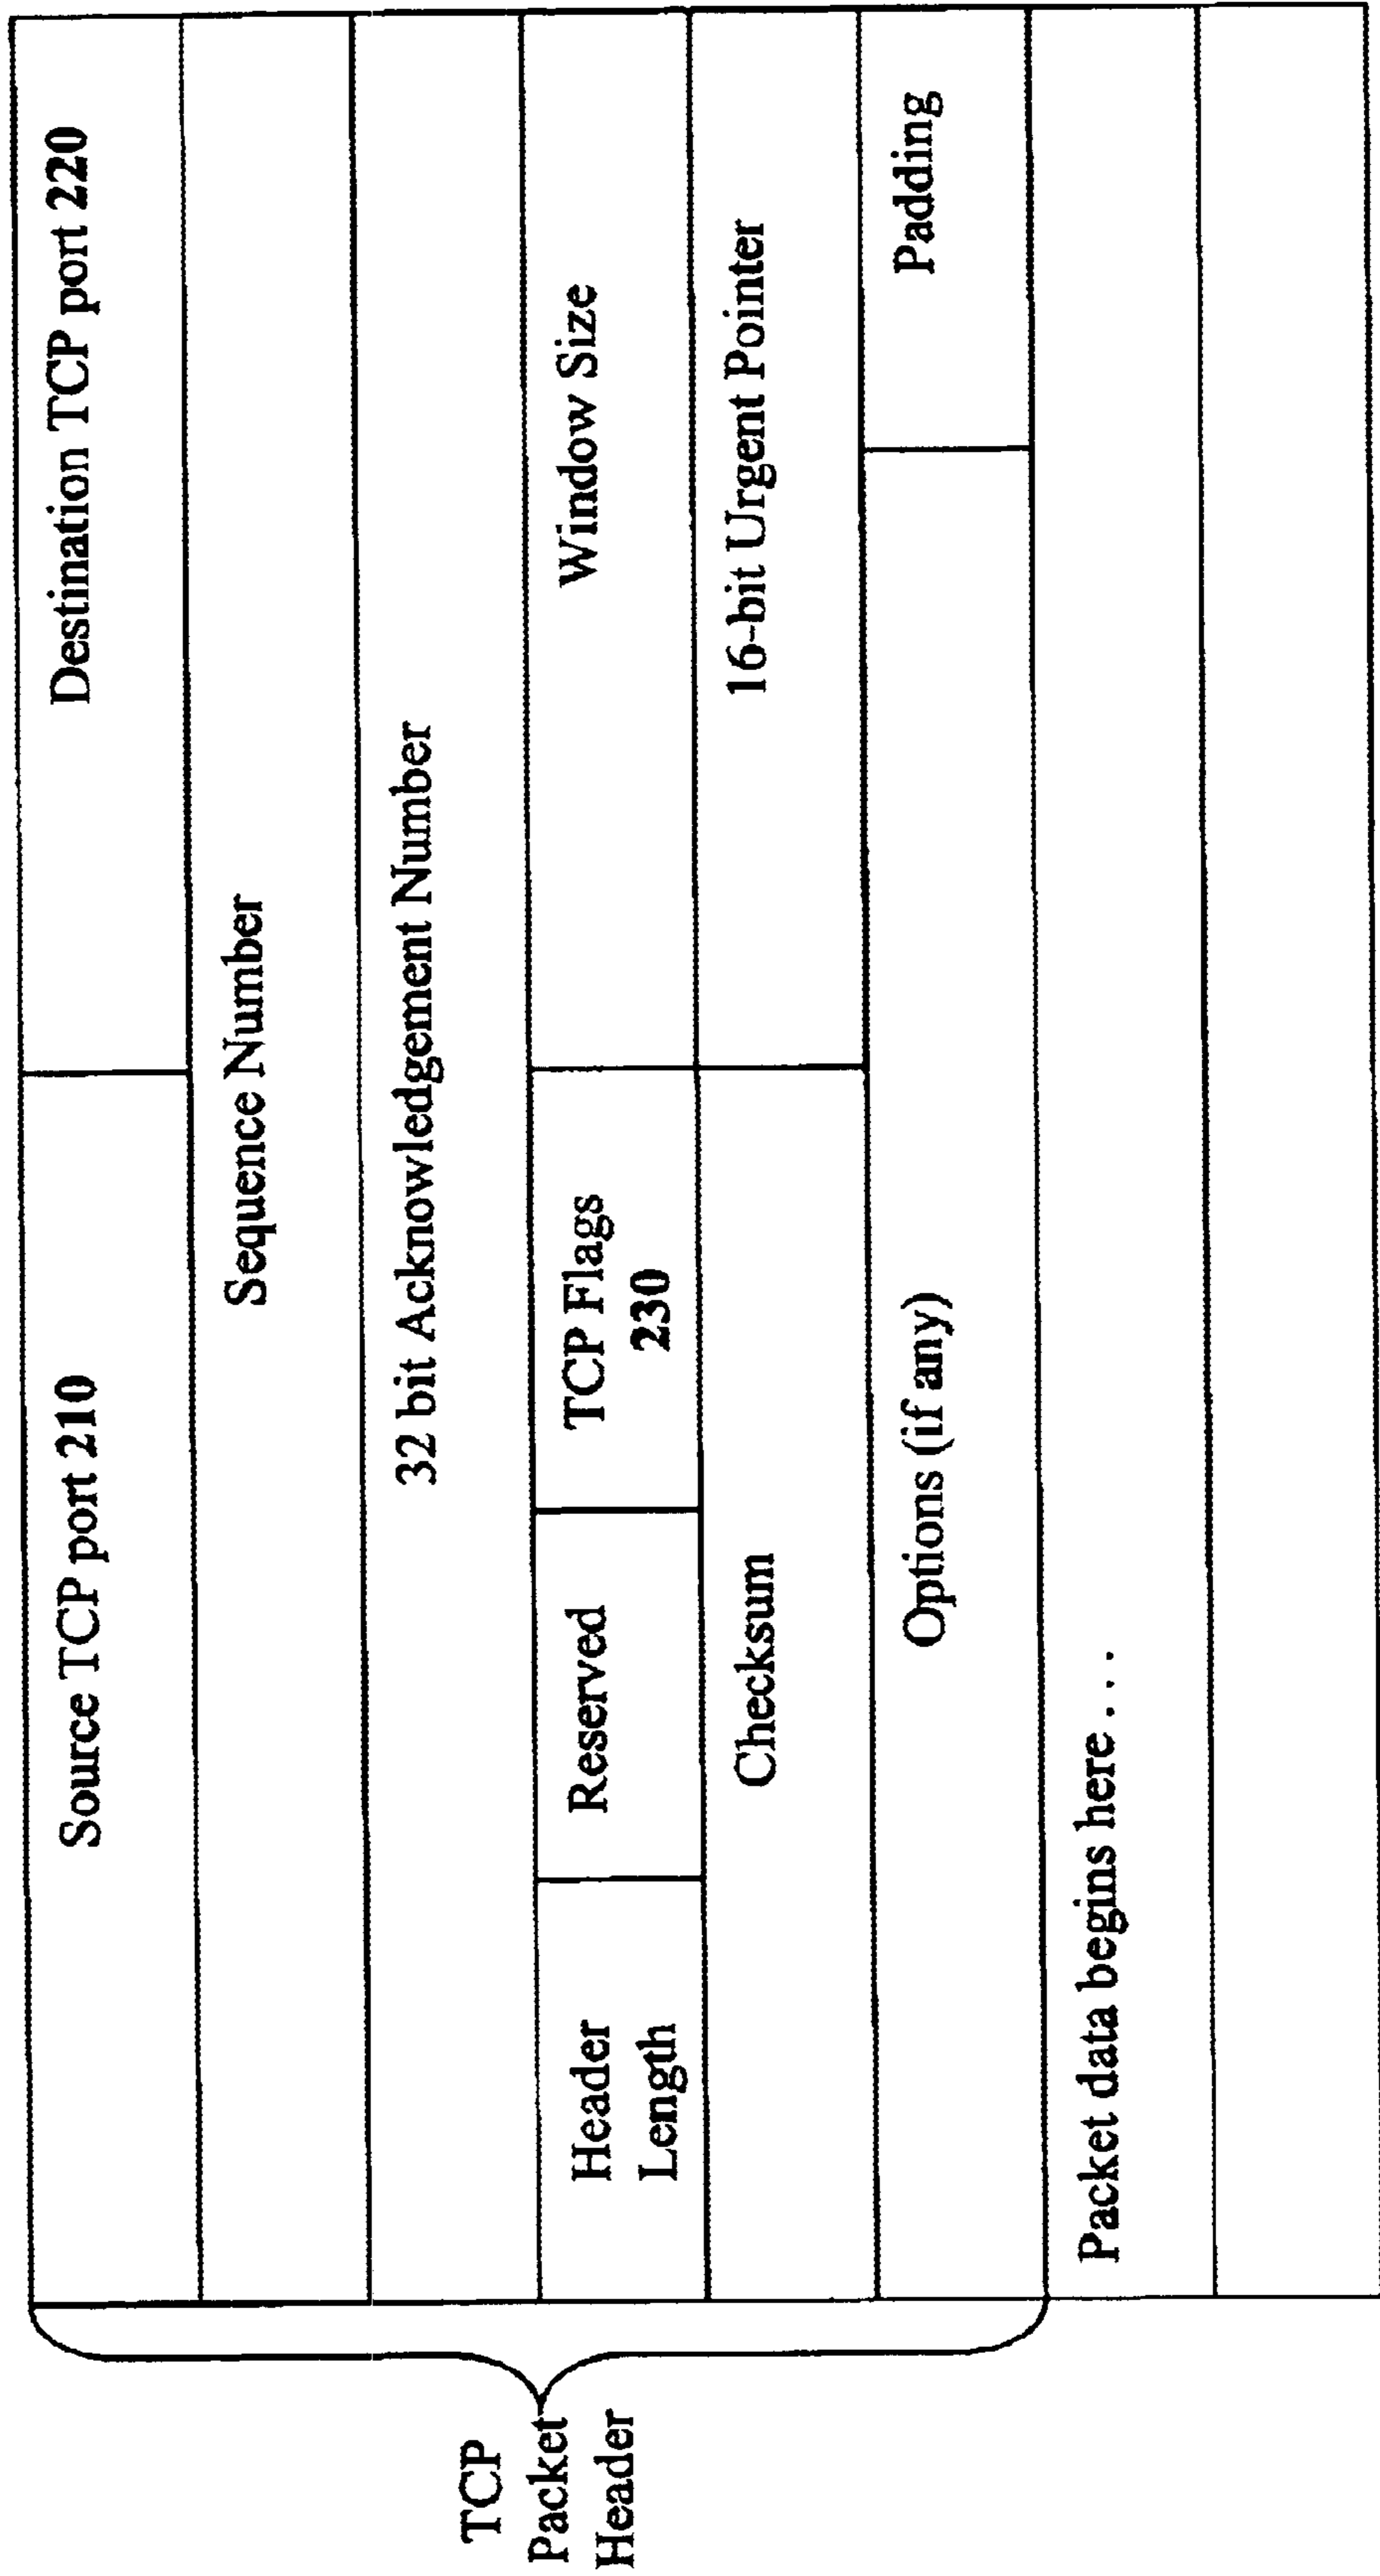 Source TCP port 210
Destination TCP port 220
Sequence Number
32 bit Acknowledgement Number
Header
Length
Reserved
TCP Flags
230
Window Size
Checksum
16-bit Urgent Pointer
Options (if any)
Padding
Packet data begins here . . .
TCP
Packet
Header